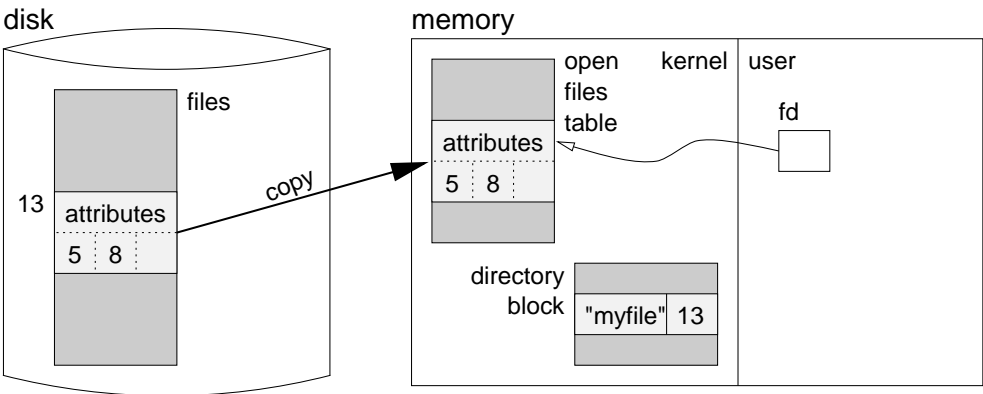 disk
files
13
attributes
5 8
copy
memory
open
files
table
kernel
user
attributes
5 8
fd
directory
block
"myfile" 13